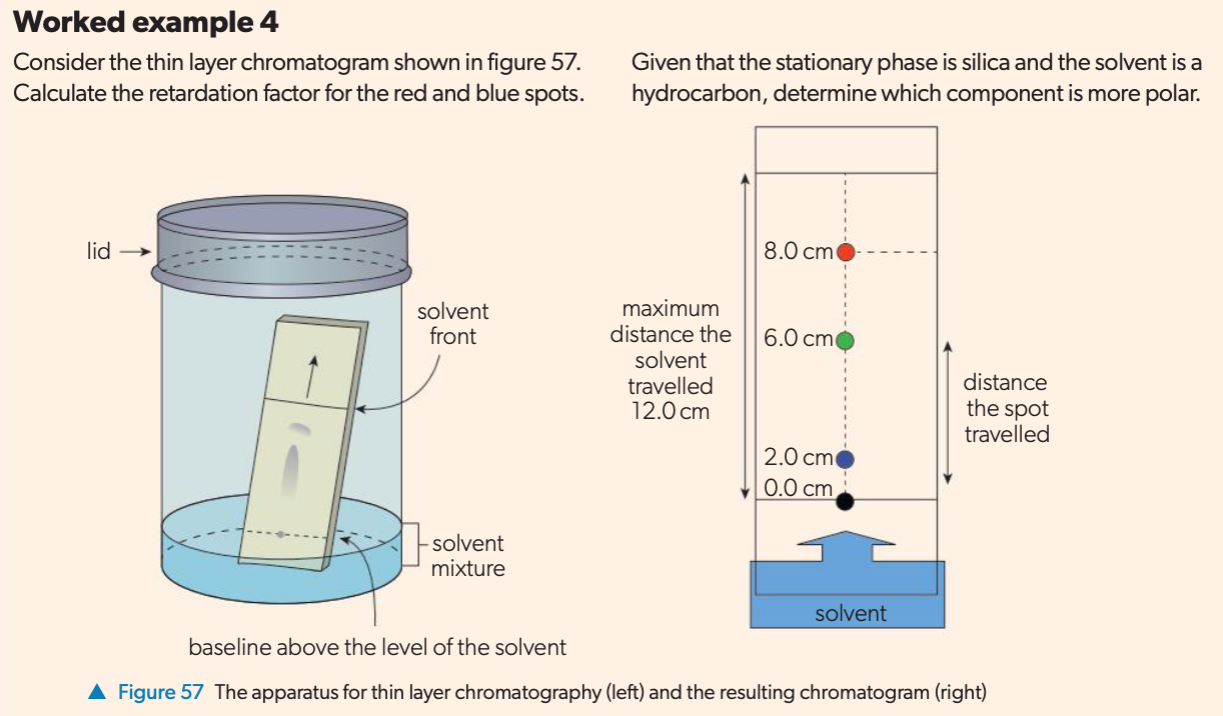 Worked example 4
Consider the thin layer chromatogram shown in figure 57.
Calculate the retardation factor for the red and blue spots.
Given that the stationary phase is silica and the solvent is a
hydrocarbon, determine which component is more polar.
lid
solvent
front
solvent
mixture
baseline above the level of the solvent
maximum
distance the
solvent
travelled
12.0 cm
8.0 cm
6.0 cm
2.0 cm
0.0 cm
distance
the spot
travelled
solvent
▲ Figure 57 The apparatus for thin layer chromatography (left) and the resulting chromatogram (right)